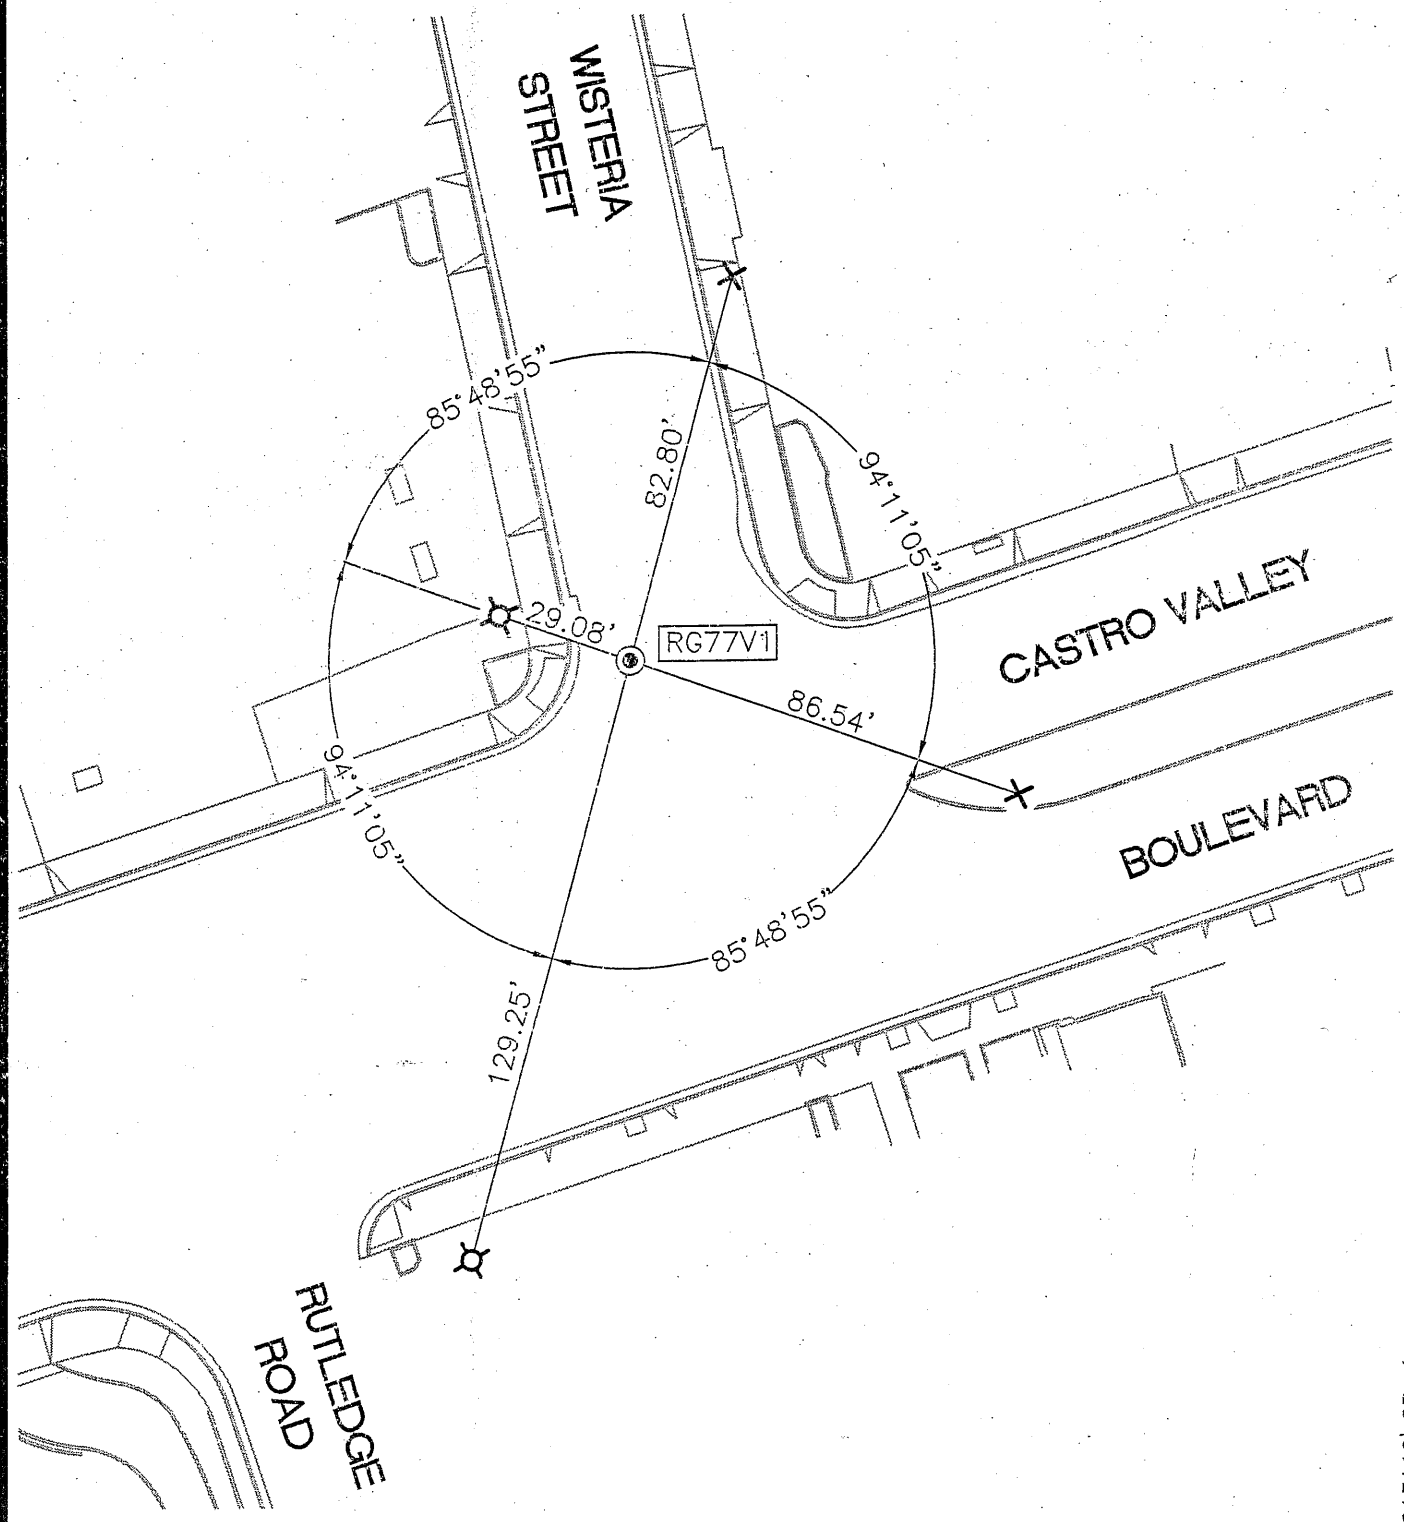 WISTERIA
STREET
85°48'55"
82.80'
94°11'05"
29.08'
RG77V1
CASTRO VALLEY
86.54'
BOULEVARD
94°11'05"
85°48'55"
129.25'
RUTLEDGE
ROAD